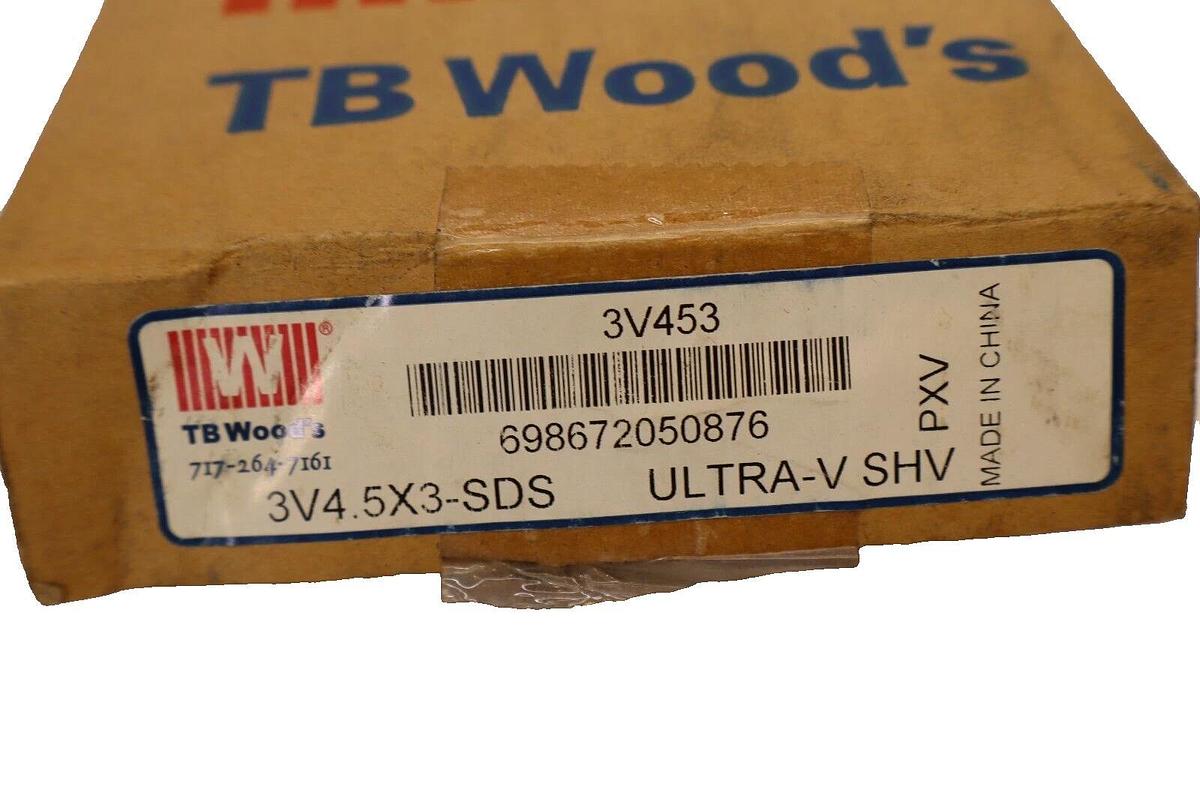 TB Wood's
3V453
W®
TB Wood's
717-264-7161
698672050876
3V4.5X3-SDS
ULTRA-V SHV
PXV
MADE IN CHINA